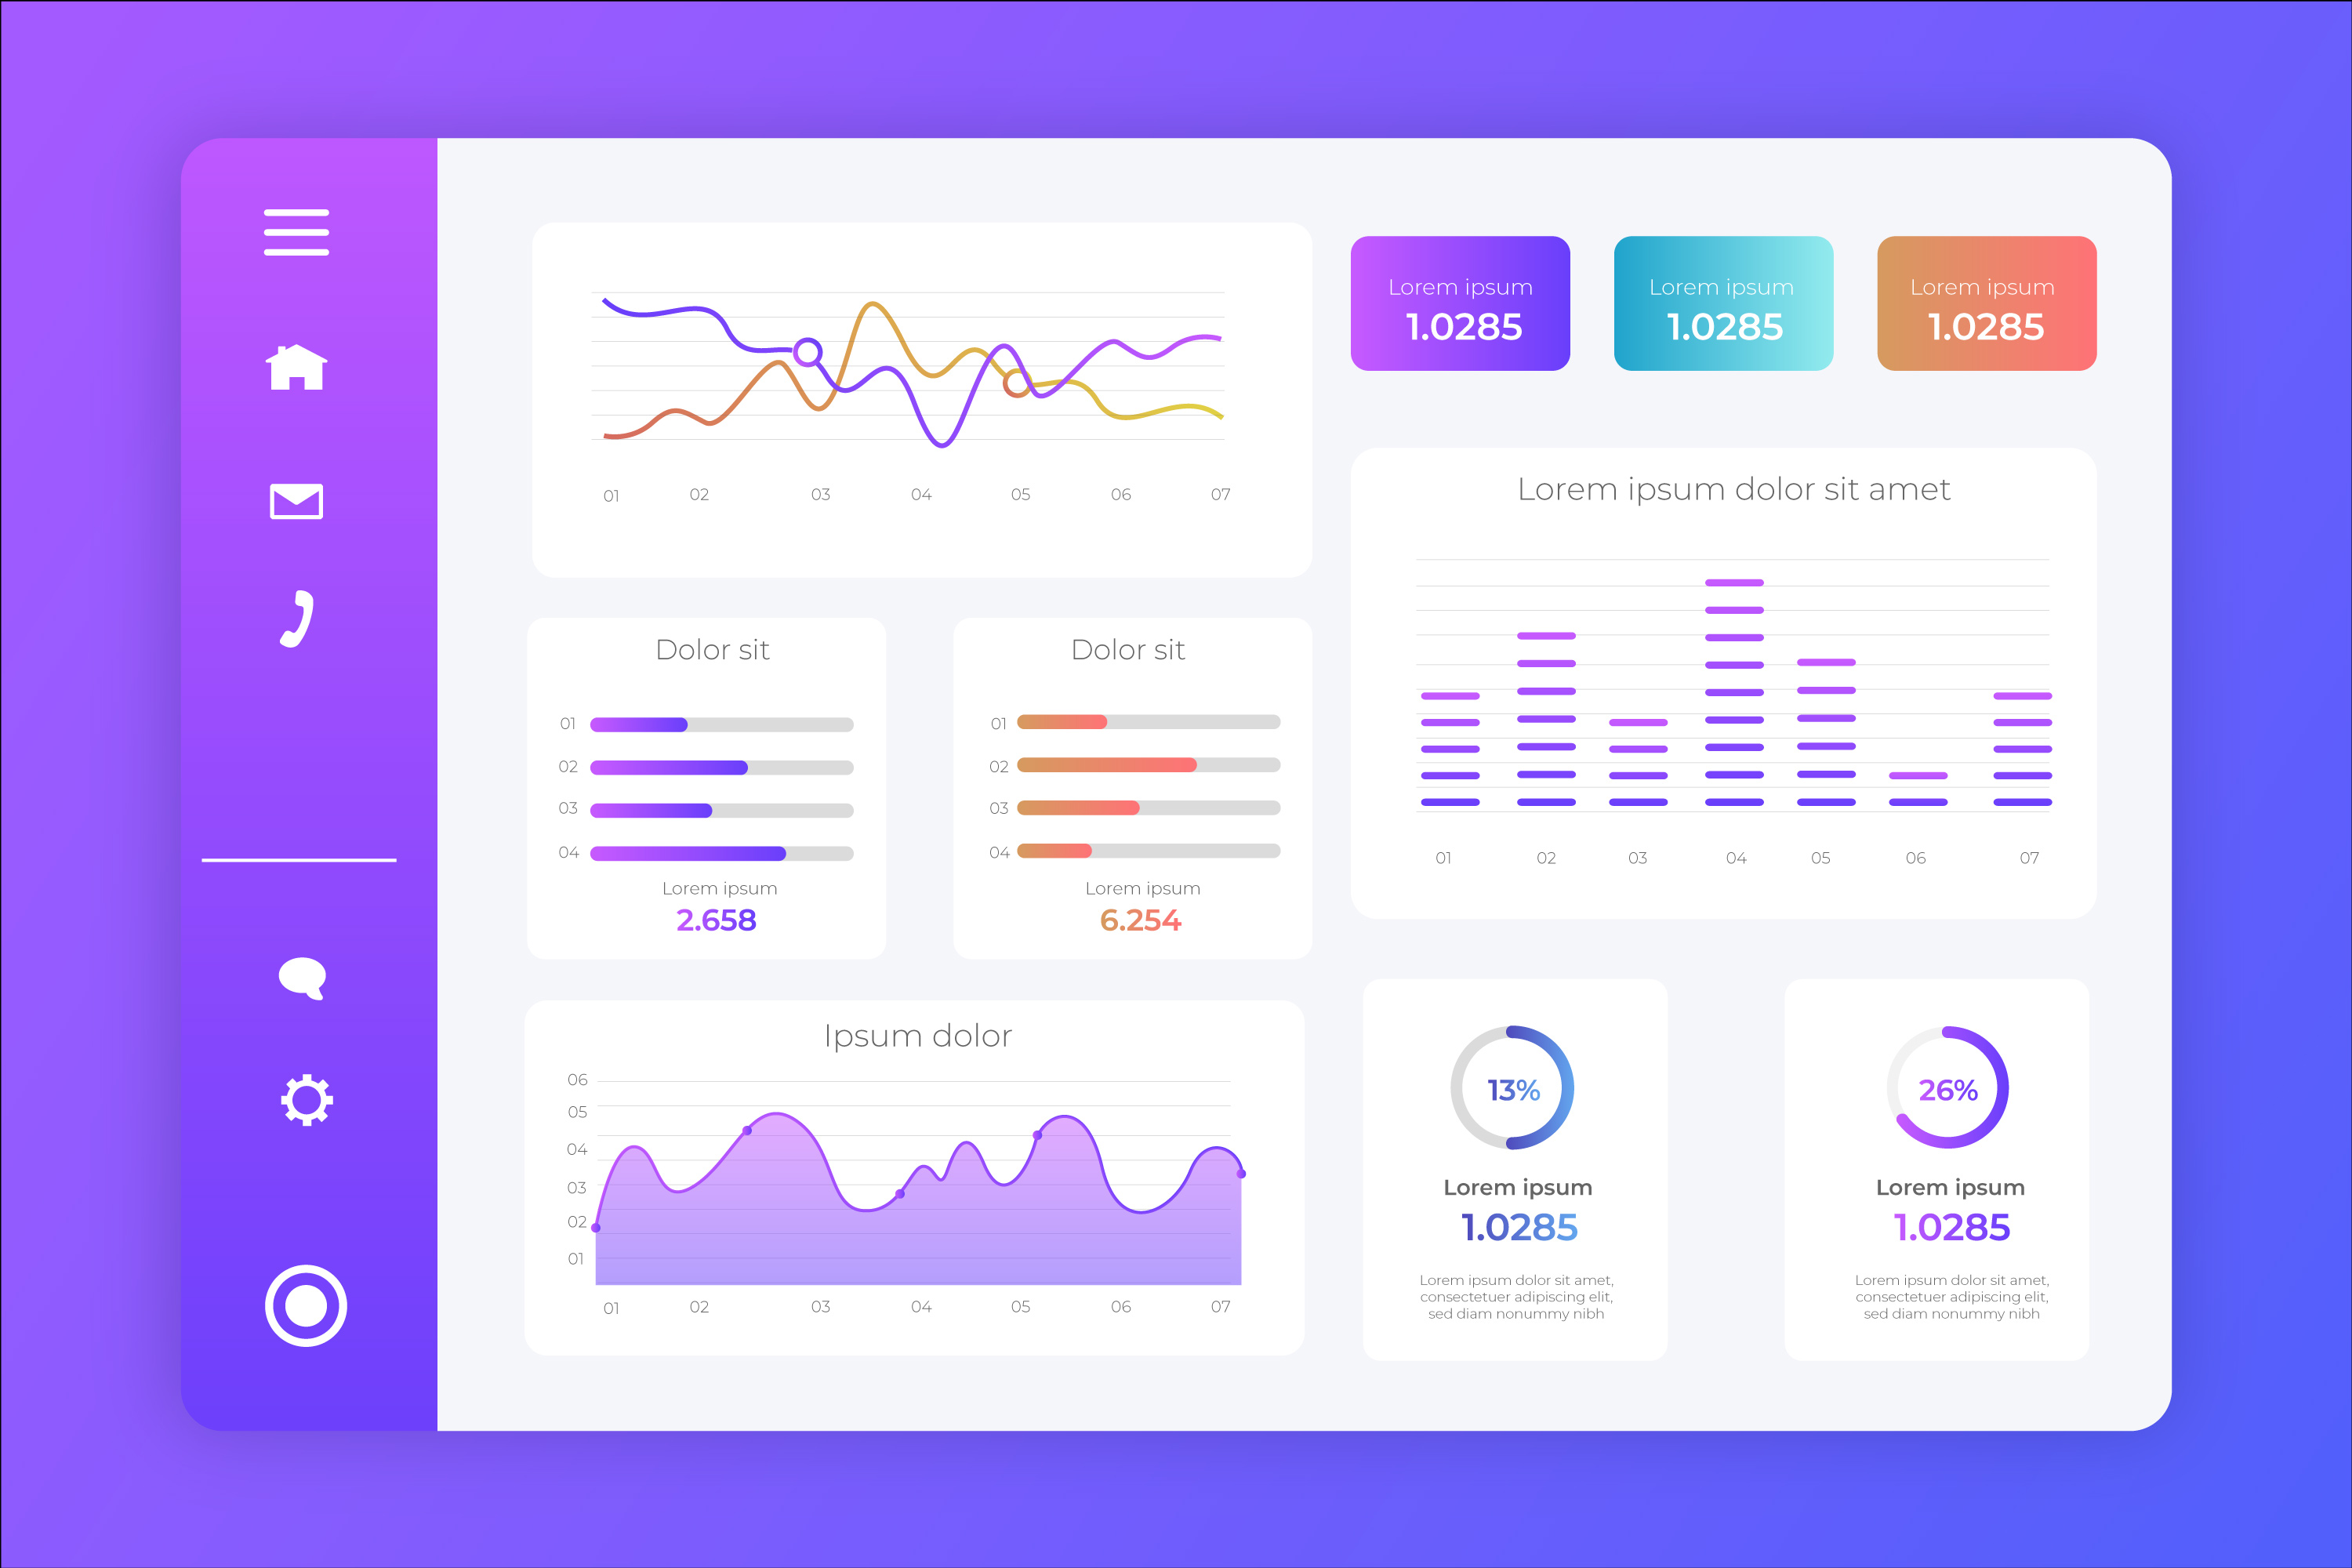 01 02 03 04 05 06 07
Lorem ipsum
1.0285
Lorem ipsum
1.0285
Lorem ipsum
1.0285
Dolor sit
01
02
03
04
Lorem ipsum
2.658
Dolor sit
01
02
03
04
Lorem ipsum
6.254
Lorem ipsum dolor sit amet
01 02 03 04 05 06 07
Ipsum dolor
06
05
04
03
02
01
01 02 03 04 05 06 07
13%
Lorem ipsum
1.0285
Lorem ipsum dolor sit amet,
consectetuer adipiscing elit,
sed diam nonummy nibh
26%
Lorem ipsum
1.0285
Lorem ipsum dolor sit amet,
consectetuer adipiscing elit,
sed diam nonummy nibh